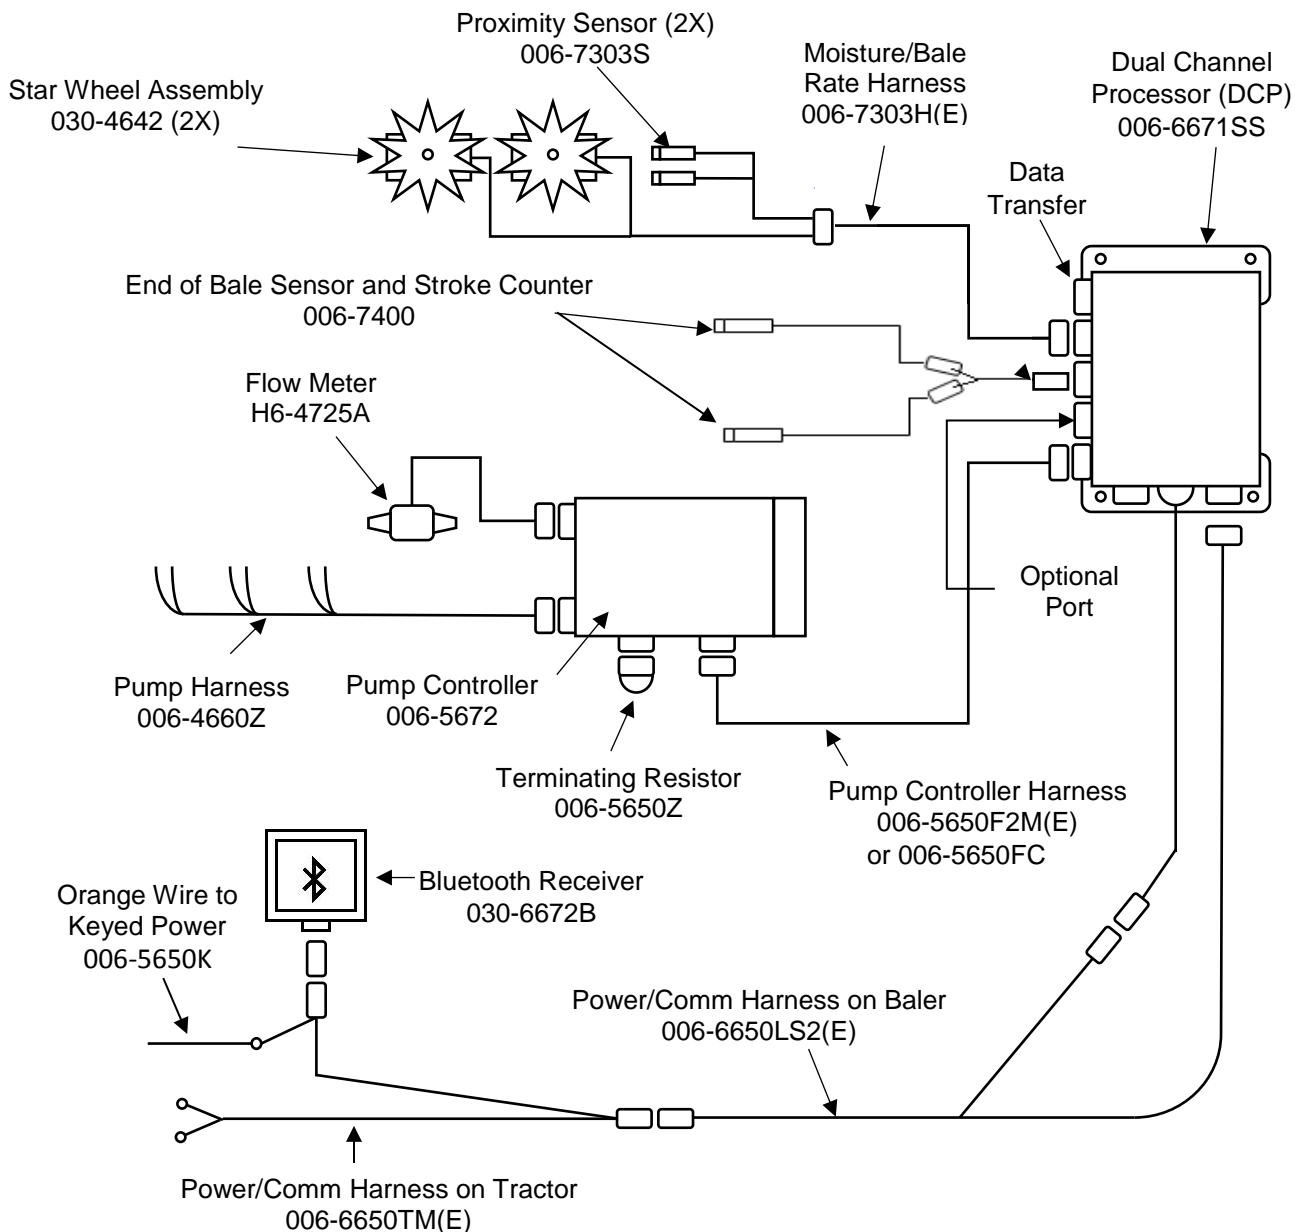 Proximity Sensor (2X)
006-7303S
Moisture/Bale
Rate Harness
006-7303H(E)
Dual Channel
Processor (DCP)
006-6671SS
Star Wheel Assembly
030-4642 (2X)
Data
Transfer
End of Bale Sensor and Stroke Counter
006-7400
Flow Meter
H6-4725A
Optional
Port
Pump Harness
006-4660Z
Pump Controller
006-5672
Terminating Resistor
006-5650Z
Pump Controller Harness
006-5650F2M(E)
or 006-5650FC
Bluetooth Receiver
030-6672B
Orange Wire to
Keyed Power
006-5650K
Power/Comm Harness on Baler
006-6650LS2(E)
Power/Comm Harness on Tractor
006-6650TM(E)